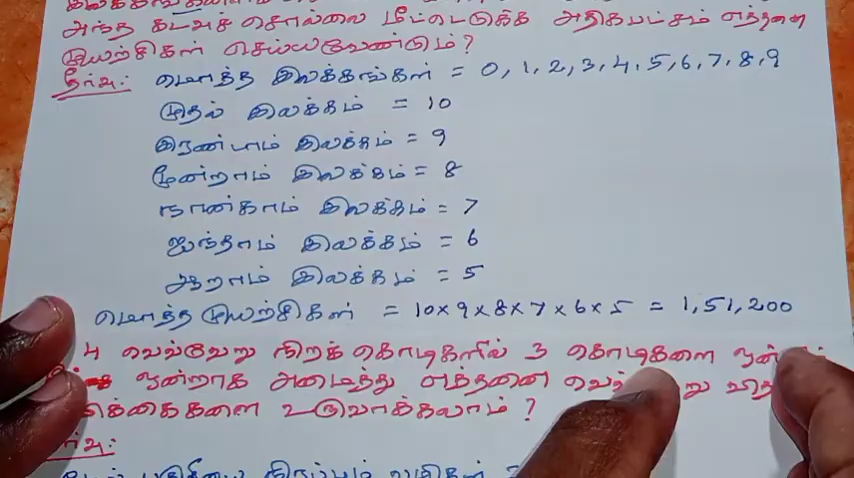 அந்த கடவுச் சொல்லை மீட்டெடுக்க அதிகபட்சம் எத்தனை
முயற்சிகள் செய்யவேண்டும்?
தீர்வு: மொத்த இலக்கங்கள் = 0, 1, 2, 3, 4, 5, 6, 7, 8, 9
முதல் இலக்கம் = 10
இரண்டாம் இலக்கம் = 9
மூன்றாம் இலக்கம் = 8
நான்காம் இலக்கம் = 7
ஐந்தாம் இலக்கம் = 6
ஆறாம் இலக்கம் = 5
மொத்த முயற்சிகள் = 10 x 9 x 8 x 7 x 6 x 5 = 1,51,200
4 வெவ்வேறு நிறக் கொடிகளில் 3 கொடிகளை
ஒன்றாக அமைத்து எத்தனை
உருவாக்கலாம்?
நிரப்பும் வழிகள்